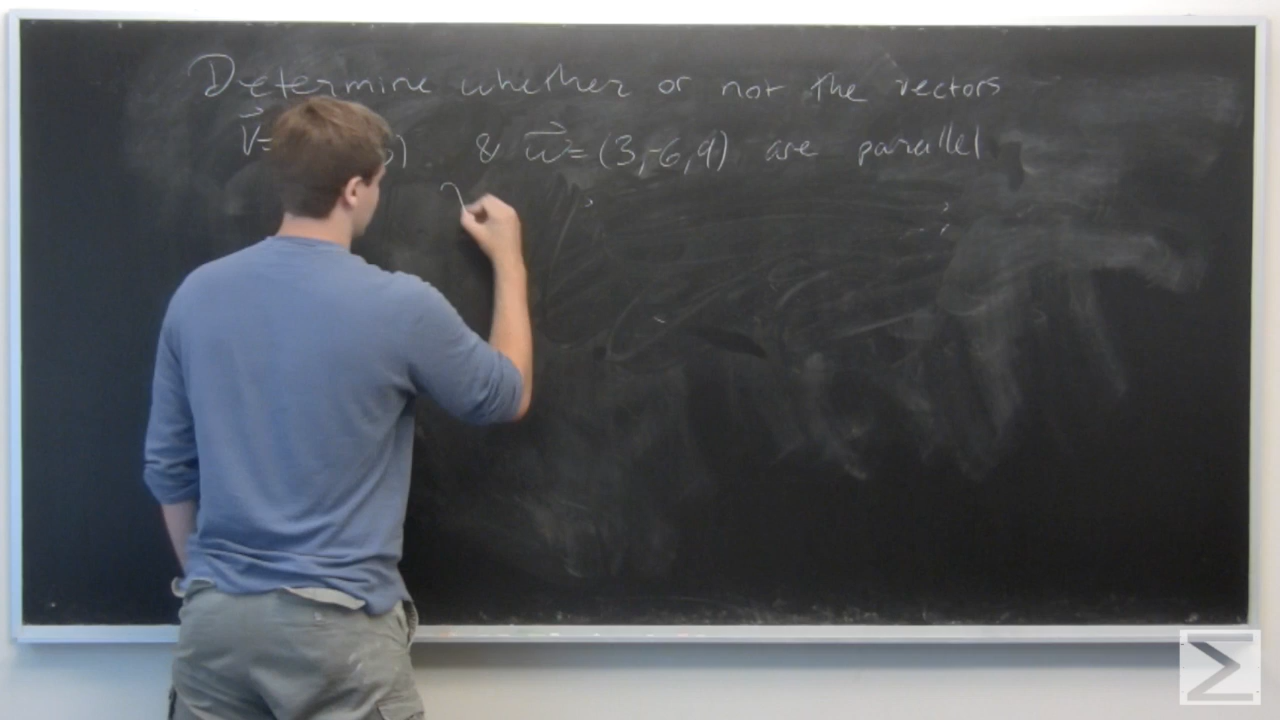 Determine whether or not the vectors
V= ) & w=(3,-6,9) are parallel
Σ